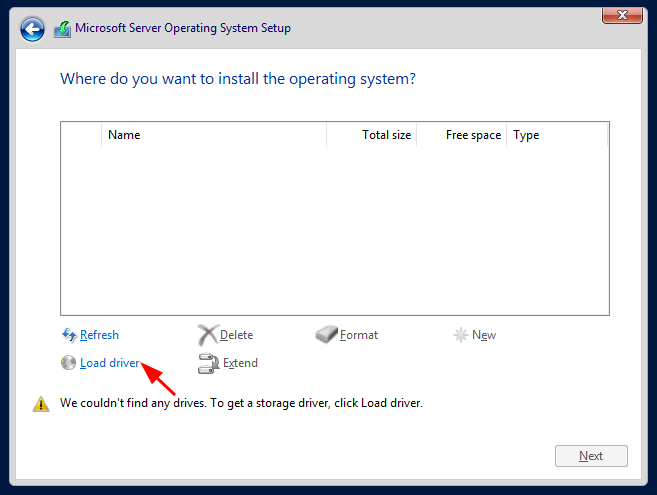 Microsoft Server Operating System Setup
Where do you want to install the operating system?
Name Total size Free space Type
Refresh Delete Format New
Load driver Extend
We couldn't find any drives. To get a storage driver, click Load driver.
Next